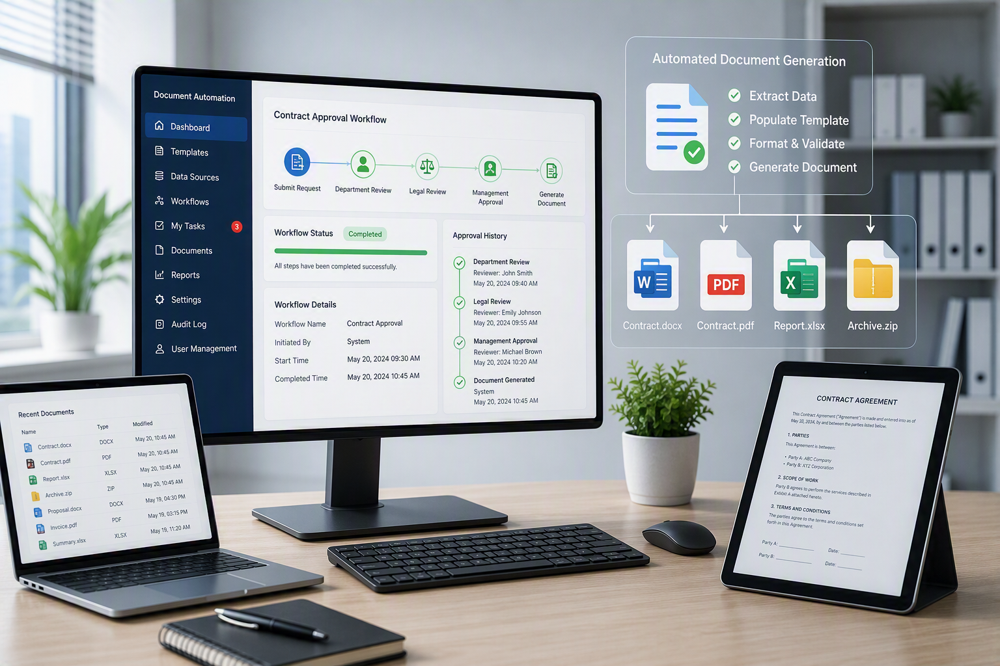 Document Automation
Dashboard
Templates
Data Sources
Workflows
My Tasks 3
Documents
Reports
Settings
Audit Log
User Management
Contract Approval Workflow
Submit Request
Department Review
Legal Review
Management
Approval
Generate
Document
Workflow Status Completed
All steps have been completed successfully.
Workflow Details
Workflow Name Contract Approval
Initiated By System
Start Time May 20, 2024 09:30 AM
Completed Time May 20, 2024 10:45 AM
Approval History
Department Review
Reviewer: John Smith
May 20, 2024 09:40 AM
Legal Review
Reviewer: Emily Johnson
May 20, 2024 09:55 AM
Management Approval
Reviewer: Michael Brown
May 20, 2024 10:20 AM
Document Generated
System
May 20, 2024 10:45 AM
Automated Document Generation
Extract Data
Populate Template
Format & Validate
Generate Document
W
PDF
X
Contract.docx
Contract.pdf
Report.xlsx
Archive.zip
Recent Documents
Name Type Modified
Contract.docx DOCX May 20, 10:45 AM
Contract.pdf PDF May 20, 10:45 AM
Report.xlsx XLSX May 20, 10:45 AM
Archive.zip ZIP May 20, 10:45 AM
Proposal.docx DOCX May 19, 04:30 PM
Invoice.pdf PDF May 19, 03:15 PM
Summary.xlsx XLSX May 19, 11:20 AM
CONTRACT AGREEMENT
This Contract Agreement ("Agreement") is made and entered into as of
May 20, 2024, by and between the parties listed below.
1. PARTIES
This Agreement is between:
• Party A: ABC Company
• Party B: XYZ Corporation
2. SCOPE OF WORK
Party B agrees to perform the services described in
Exhibit A attached hereto.
3. TERMS AND CONDITIONS
The parties agree to the terms and conditions set
forth in this Agreement.
Party A: Date:
Party B: Date: